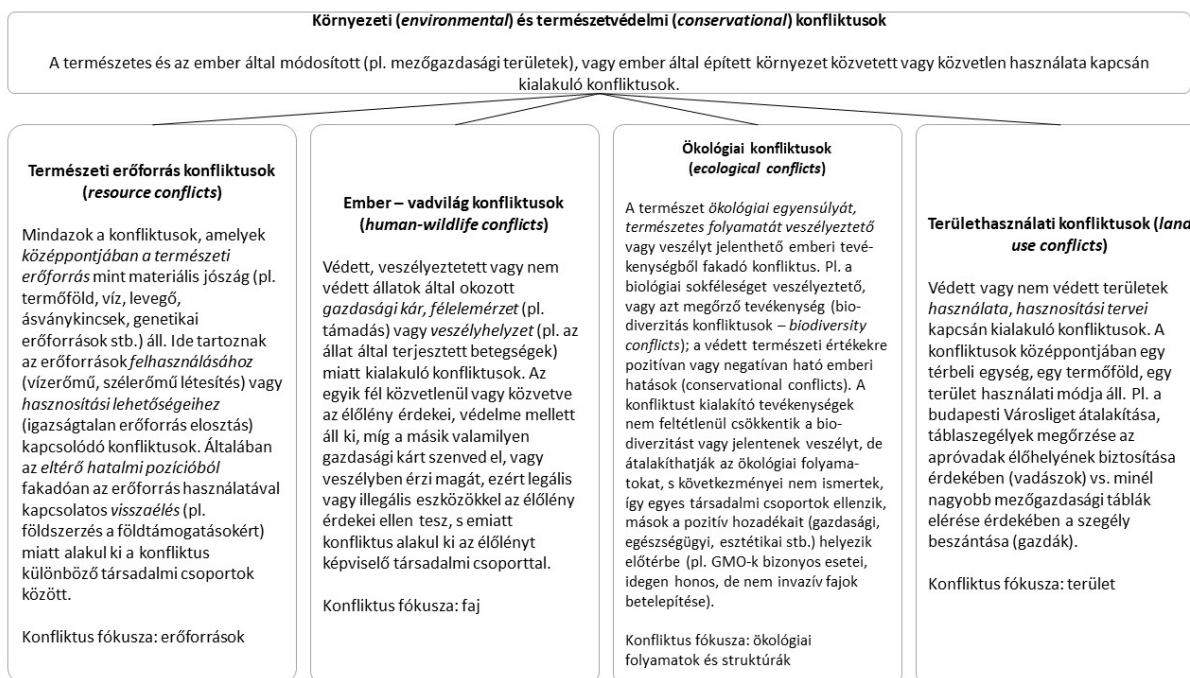 Környezeti (environmental) és természetvédelmi (conservational) konfliktusok
A természetes és az ember által módosított (pl. mezőgazdasági területek), vagy ember által épített környezet közvetett vagy közvetlen használata kapcsán
kialakuló konfliktusok.
Természeti erőforrás konfliktusok
(resource conflicts)
Mindazok a konfliktusok, amelyek
középpontjában a természeti
erőforrás mint materiális jószág (pl.
termőföld, víz, levegő,
ásványkincsek, genetikai
erőforrások stb.) áll. Ide tartoznak
az erőforrások felhasználásához
(vízerőmű, szélerőmű létesítés) vagy
hasznosítási lehetőségeihez
(igazságtalan erőforrás elosztás)
kapcsolódó konfliktusok. Általában
az eltérő hatalmi pozícióból
fakadóan az erőforrás használatával
kapcsolatos visszaélés (pl.
földszerzés a földtámogatásokért)
miatt alakul ki a konfliktus
különböző társadalmi csoportok
között.
Konfliktus fókusza: erőforrások
Ember – vadvilág konfliktusok
(human-wildlife conflicts)
Védett, veszélyeztetett vagy nem
védett állatok által okozott
gazdasági kár, félelemérzet (pl.
támadás) vagy veszélyhelyzet (pl. az
állat által terjesztett betegségek)
miatt kialakuló konfliktusok. Az
egyik fél közvetlenül vagy közvetve
az élőlény érdekei, védelme mellett
áll ki, míg a másik valamilyen
gazdasági kárt szenved el, vagy
veszélyben érzi magát, ezért legális
vagy illegális eszközökkel az élőlény
érdekei ellen tesz, s emiatt
konfliktus alakul ki az élőlényt
képviselő társadalmi csoporttal.
Konfliktus fókusza: faj
Ökológiai konfliktusok
(ecological conflicts)
A természet ökológiai egyensúlyát,
természetes folyamatát veszélyeztető
vagy veszélyt jelenthető emberi tevé-
kenységből fakadó konfliktus. Pl. a
biológiai sokféleséget veszélyeztető,
vagy azt megőrző tevékenység (bio-
diverzitás konfliktusok – biodiversity
conflicts); a védett természeti értékekre
pozitívan vagy negatívan ható emberi
hatások (conservational conflicts). A
konfliktust kialakító tevékenységek
nem feltétlenül csökkentik a bio-
diverzitást vagy jelentenek veszélyt, de
átalakíthatják az ökológiai folyama-
tokat, s következményei nem ismertek,
így egyes társadalmi csoportok ellenzik,
mások a pozitív hozadékait (gazdasági,
egészségügyi, esztétikai stb.) helyezik
előtérbe (pl. GMO-k bizonyos esetei,
idegen honos, de nem invazív fajok
betelepítése).
Konfliktus fókusza: ökológiai
folyamatok és struktúrák
Területhasználati konfliktusok (land
use conflicts)
Védett vagy nem védett területek
használata, hasznosítási tervei
kapcsán kialakuló konfliktusok. A
konfliktusok középpontjában egy
térbeli egység, egy termőföld, egy
terület használati módja áll. Pl. a
budapesti Városliget átalakítása,
táblaszegélyek megőrzése az
apróvadak élőhelyének biztosítása
érdekében (vadászok) vs. minél
nagyobb mezőgazdasági táblák
elérése érdekében a szegély
beszántása (gazdák).
Konfliktus fókusza: terület